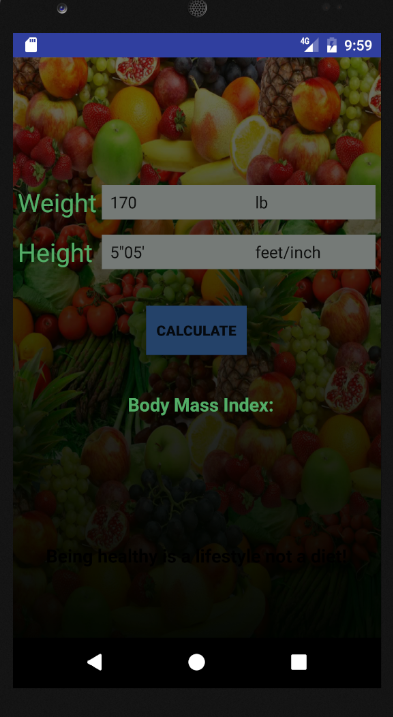 4G 9:59
Weight 170 lb
Height 5"05' feet/inch
CALCULATE
Body Mass Index:
Being healthy is a lifestyle not a diet!